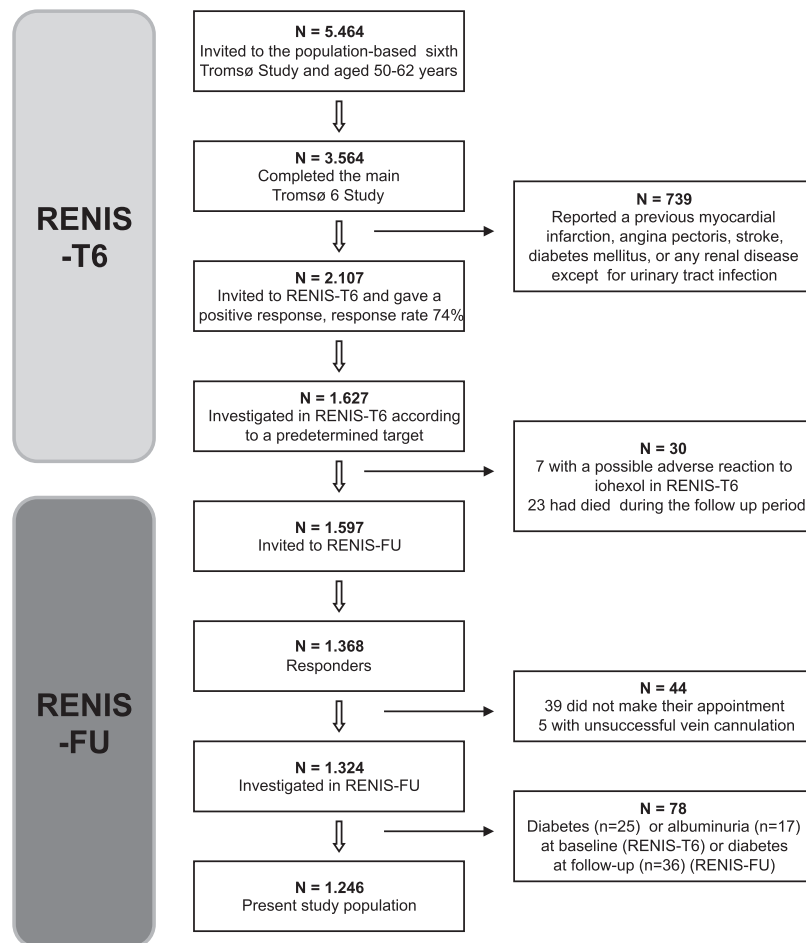 RENIS
-T6
N = 5.464
Invited to the population-based sixth
Tromsø Study and aged 50-62 years
N = 3.564
Completed the main
Tromsø 6 Study
N = 739
Reported a previous myocardial
infarction, angina pectoris, stroke,
diabetes mellitus, or any renal disease
except for urinary tract infection
N = 2.107
Invited to RENIS-T6 and gave a
positive response, response rate 74%
N = 1.627
Investigated in RENIS-T6 according
to a predetermined target
N = 30
7 with a possible adverse reaction to
iohexol in RENIS-T6
23 had died during the follow up period
RENIS
-FU
N = 1.597
Invited to RENIS-FU
N = 1.368
Responders
N = 44
39 did not make their appointment
5 with unsuccessful vein cannulation
N = 1.324
Investigated in RENIS-FU
N = 78
Diabetes (n=25) or albuminuria (n=17)
at baseline (RENIS-T6) or diabetes
at follow-up (n=36) (RENIS-FU)
N = 1.246
Present study population